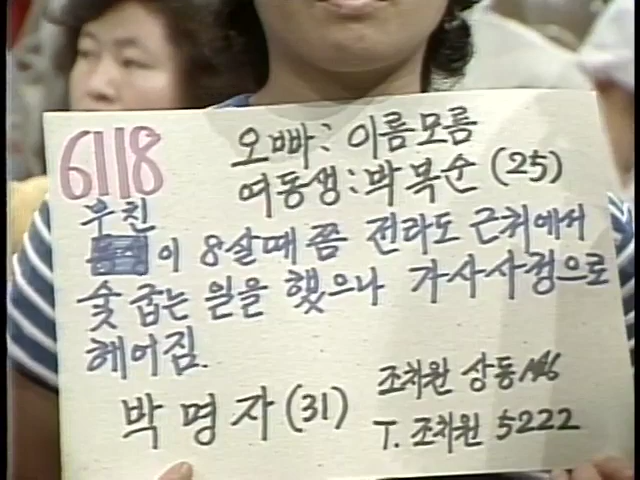 6118
오빠: 이름모름
여동생: 박복순 (25)
부친
이 8살때 쯤 전라도 근처에서
숯 굽는 일을 했으나 가사사정으로
헤어짐.
박명자 (31)
조치원 상동
T. 조치원 5222